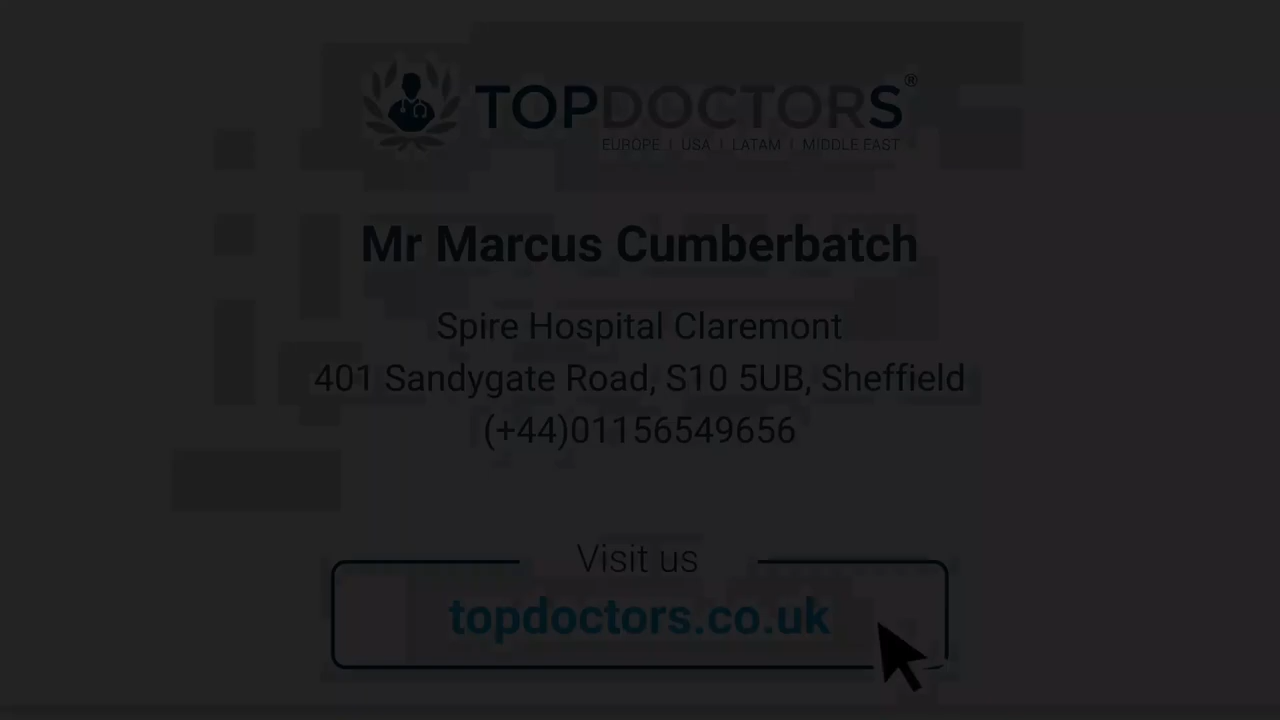 TOPDOCTORS®
EUROPE | USA | LATAM | MIDDLE EAST
Mr Marcus Cumberbatch
Spire Hospital Claremont
401 Sandygate Road, S10 5UB, Sheffield
(+44)01156549656
Visit us
topdoctors.co.uk